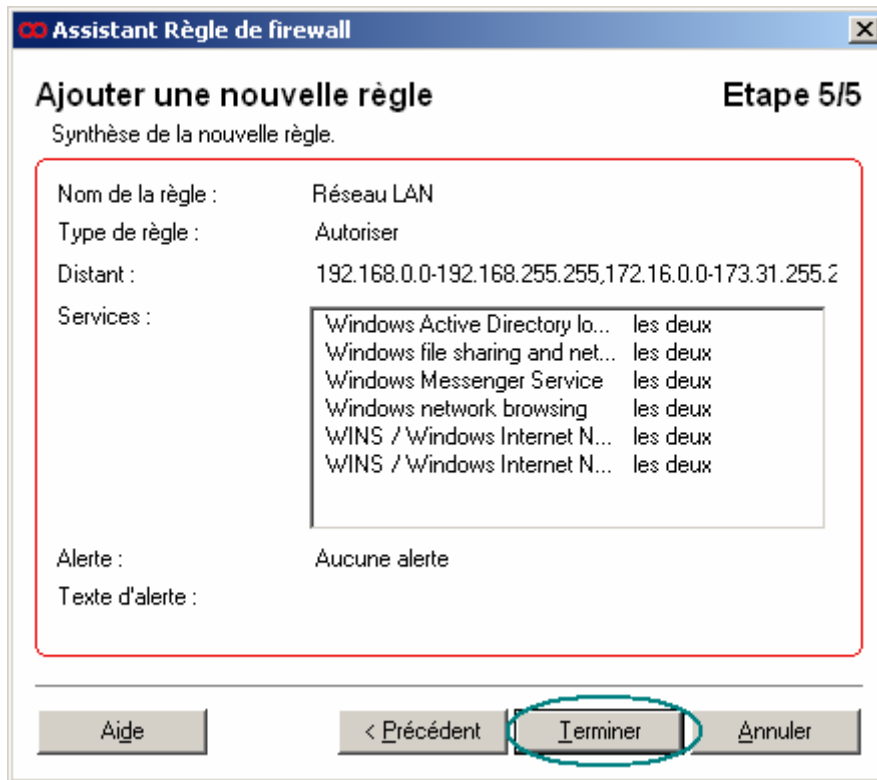 Assistant Règle de firewall
Ajouter une nouvelle règle Etape 5/5
Synthèse de la nouvelle règle.
Nom de la règle : Réseau LAN
Type de règle : Autoriser
Distant : 192.168.0.0-192.168.255.255,172.16.0.0-173.31.255.2
Services :
Windows Active Directory lo... les deux
Windows file sharing and net... les deux
Windows Messenger Service les deux
Windows network browsing les deux
WINS / Windows Internet N... les deux
WINS / Windows Internet N... les deux
Alerte : Aucune alerte
Texte d'alerte :
Aide < Précédent Terminer Annuler